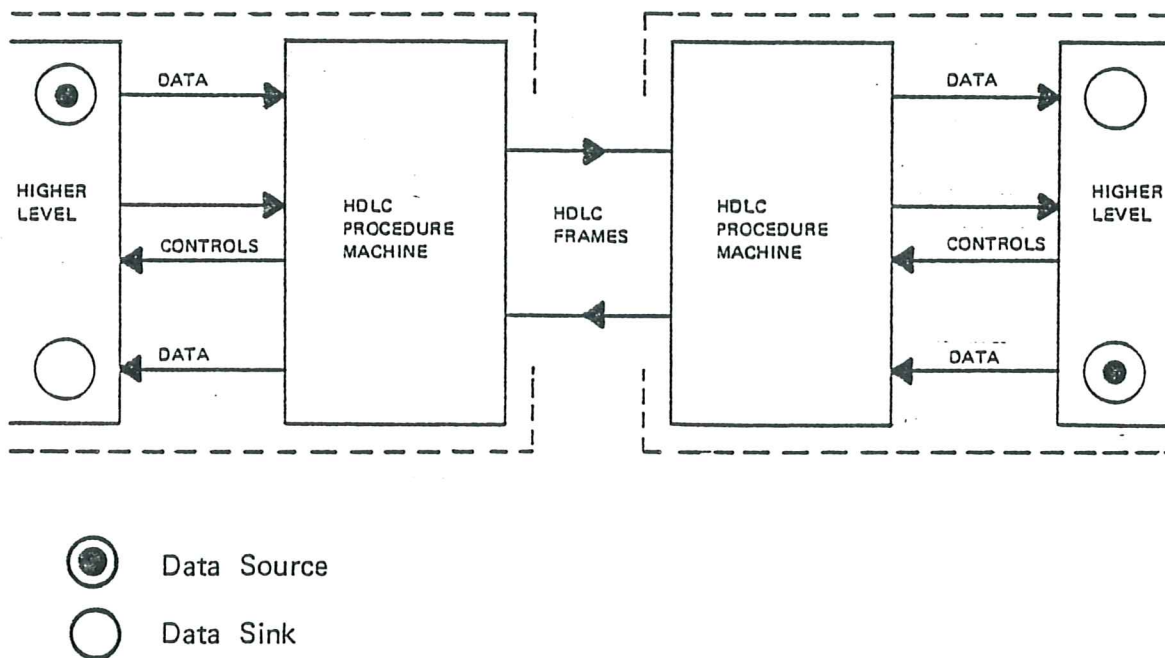 DATA
DATA
HIGHER
LEVEL
CONTROLS
DATA
HDLC
PROCEDURE
MACHINE
HDLC
FRAMES
HDLC
PROCEDURE
MACHINE
HIGHER
LEVEL
CONTROLS
DATA
Data Source
Data Sink